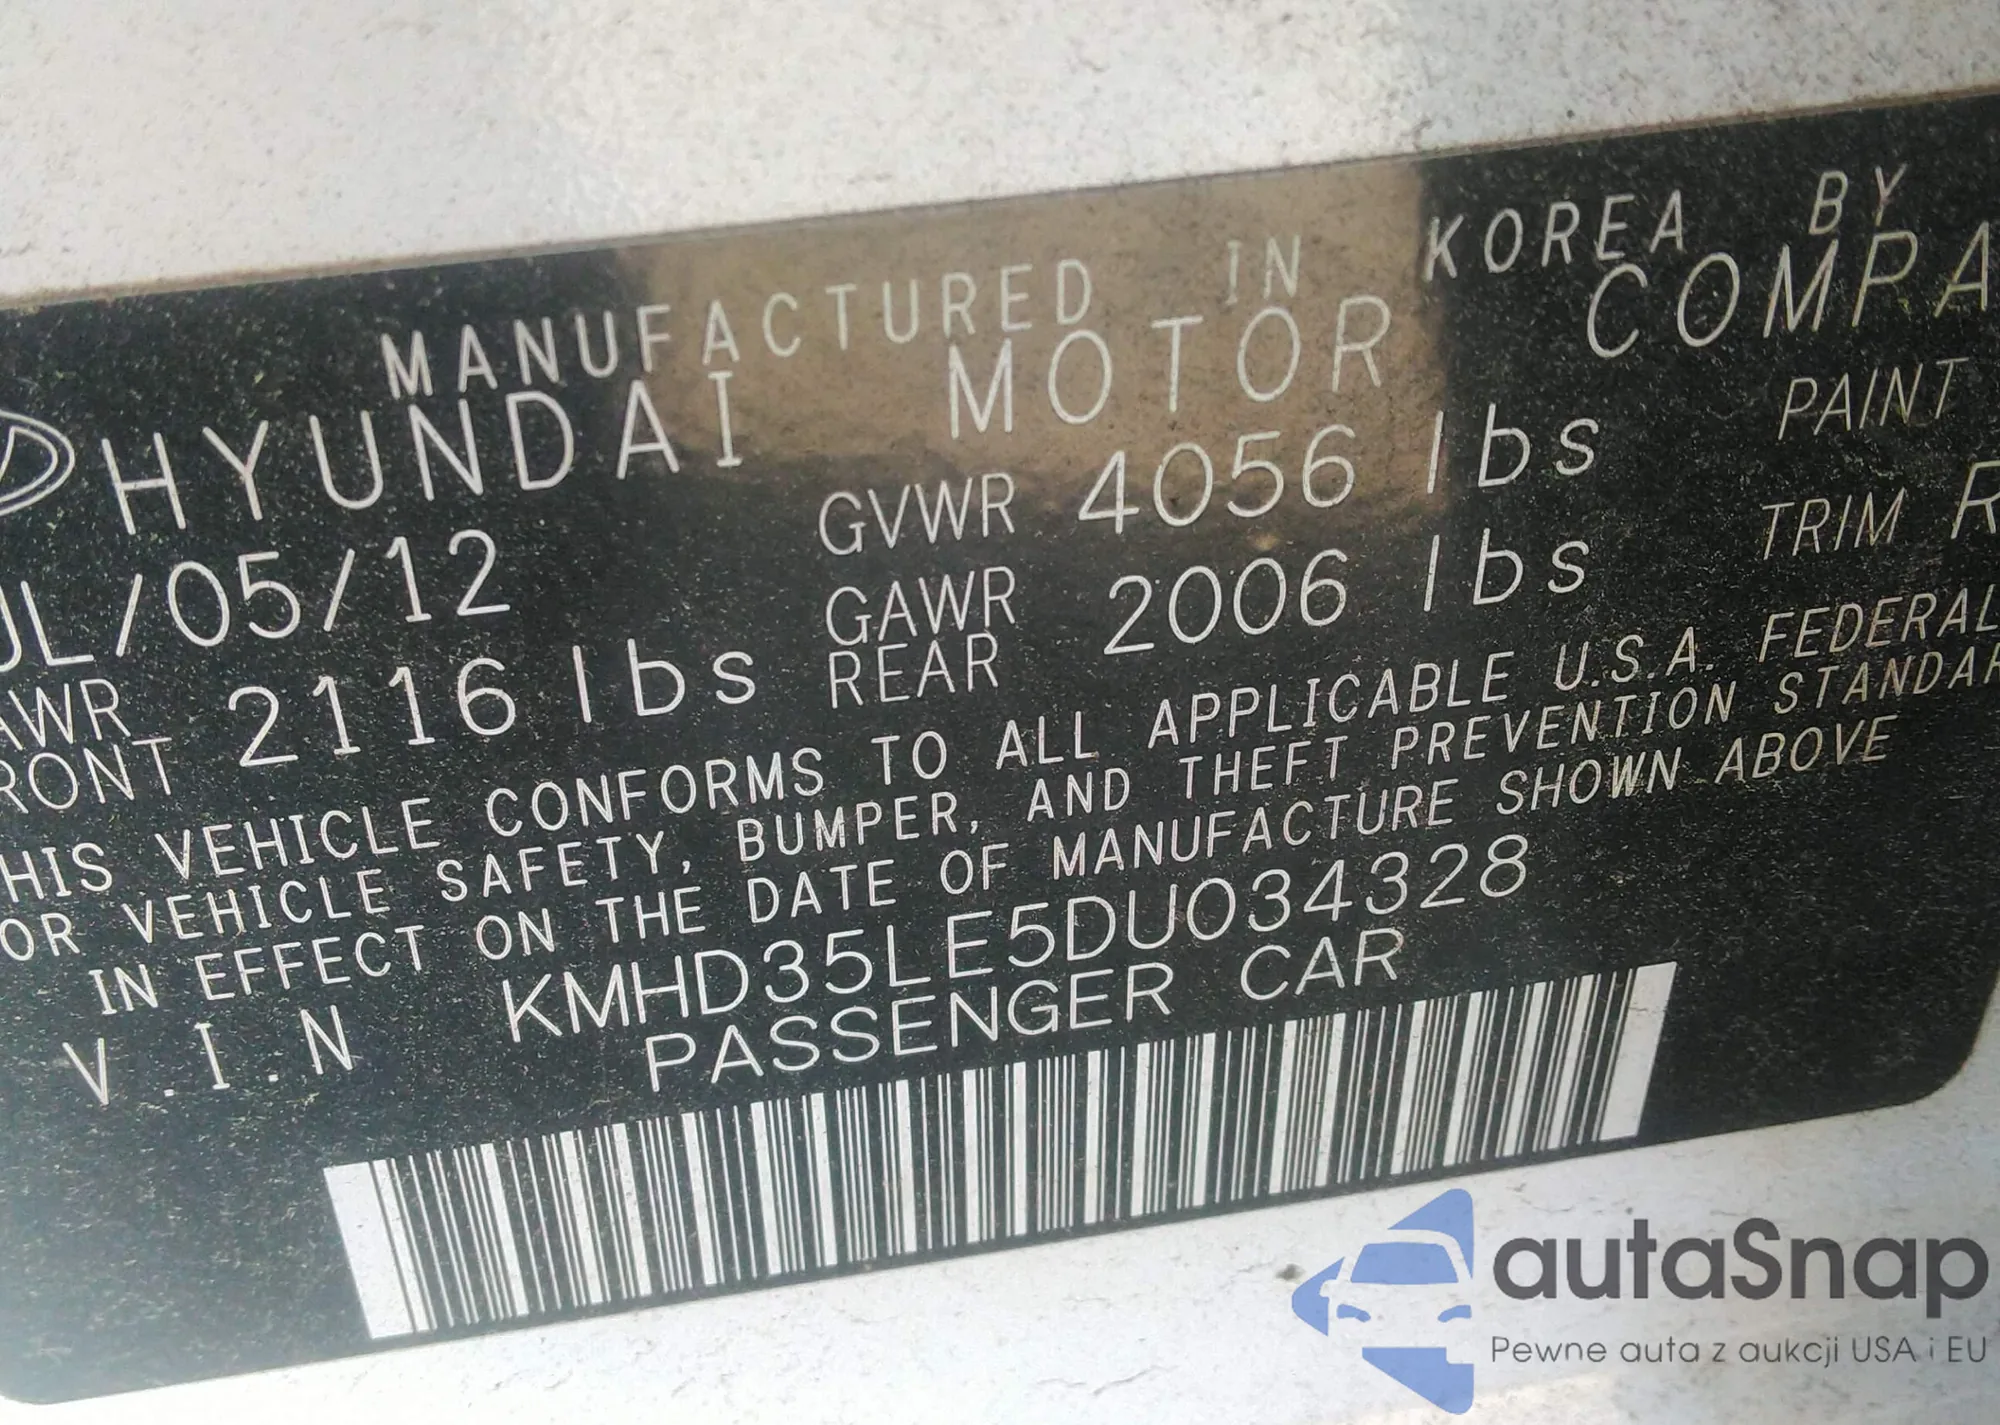 MANUFACTURED IN KOREA BY
HYUNDAI MOTOR COMPA
UL/05/12 GVWR 4056 lbs PAINT
AWR FRONT 2116 lbs GAWR REAR 2006 lbs TRIM R
HIS VEHICLE CONFORMS TO ALL APPLICABLE U.S.A. FEDERAL
OR VEHICLE SAFETY, BUMPER, AND THEFT PREVENTION STANDAR
IN EFFECT ON THE DATE OF MANUFACTURE SHOWN ABOVE
V.I.N KMHD35LE5DU034328
PASSENGER CAR
autaSnap
Pewne auta z aukcji USA i EU